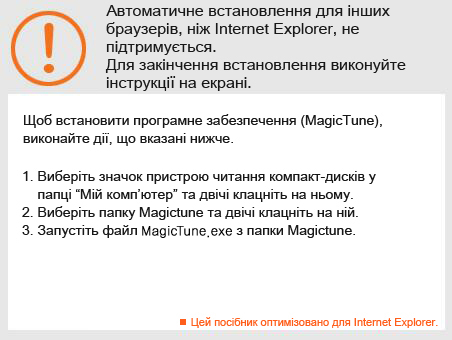 Автоматичне встановлення для інших
браузерів, ніж Internet Explorer, не
підтримується.
Для закінчення встановлення виконуйте
інструкції на екрані.
Щоб встановити програмне забезпечення (MagicTune),
виконайте дії, що вказані нижче.
1. Виберіть значок пристрою читання компакт-дисків у
папці “Мій комп’ютер” та двічі клацніть на ньому.
2. Виберіть папку Magictune та двічі клацніть на ній.
3. Запустіть файл MagicTune.exe з папки Magictune.
Цей посібник оптимізовано для Internet Explorer.